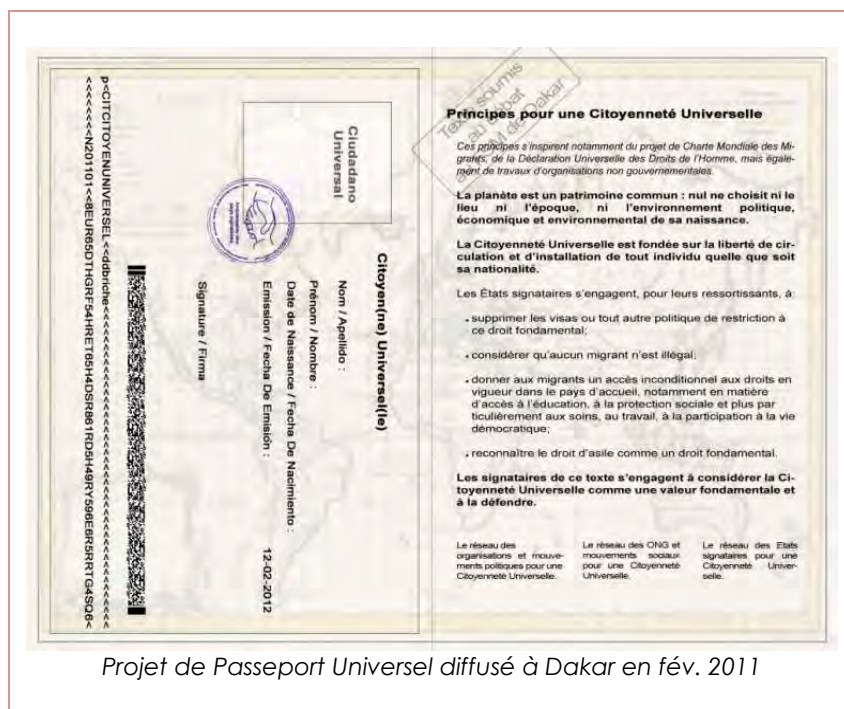 p<CITCITOYENUNIVERSEL<<ddbriche<<<<<<<<<<<<<<<<<<<<<<<<<<<
<<<<<<<N201101<<8EUR65DTHGRF54HRET65H4DSR861RD5H49RY596E6R5RRTG4SQ6<
Ciudadano
Universal
Citoyen(ne) Universel(le)
Nom / Apellido :
Prénom / Nombre :
Date de Naissance / Fecha De Nacimiento :
Emission / Fecha De Emisión : 12-02-2012
Signature / Firma
Texte soumis
au débat
de Dakar
Principes pour une Citoyenneté Universelle
Ces principes s'inspirent notamment du projet de Charte Mondiale des Mi-
grants, de la Déclaration Universelle des Droits de l'Homme, mais égale-
ment de travaux d'organisations non gouvernementales.
La planète est un patrimoine commun : nul ne choisit ni le
lieu ni l'époque, ni l'environnement politique,
économique et environnemental de sa naissance.
La Citoyenneté Universelle est fondée sur la liberté de cir-
culation et d'installation de tout individu quelle que soit
sa nationalité.
Les États signataires s'engagent, pour leurs ressortissants, à:
• supprimer les visas ou tout autre politique de restriction à
ce droit fondamental;
• considérer qu'aucun migrant n'est illégal;
• donner aux migrants un accès inconditionnel aux droits en
vigueur dans le pays d'accueil, notamment en matière
d'accès à l'éducation, à la protection sociale et plus par
ticulièrement aux soins, au travail, à la participation à la vie
démocratique;
• reconnaître le droit d'asile comme un droit fondamental.
Les signataires de ce texte s'engagent à considérer la Ci-
toyenneté Universelle comme une valeur fondamentale et
à la défendre.
Le réseau des
organisations et mouve-
ments politiques pour une
Citoyenneté Universelle.
Le réseau des ONG et
mouvements sociaux
pour une Citoyenneté
Universelle.
Le réseau des Etats
signataires pour une
Citoyenneté Univer-
selle.
Projet de Passeport Universel diffusé à Dakar en fév. 2011